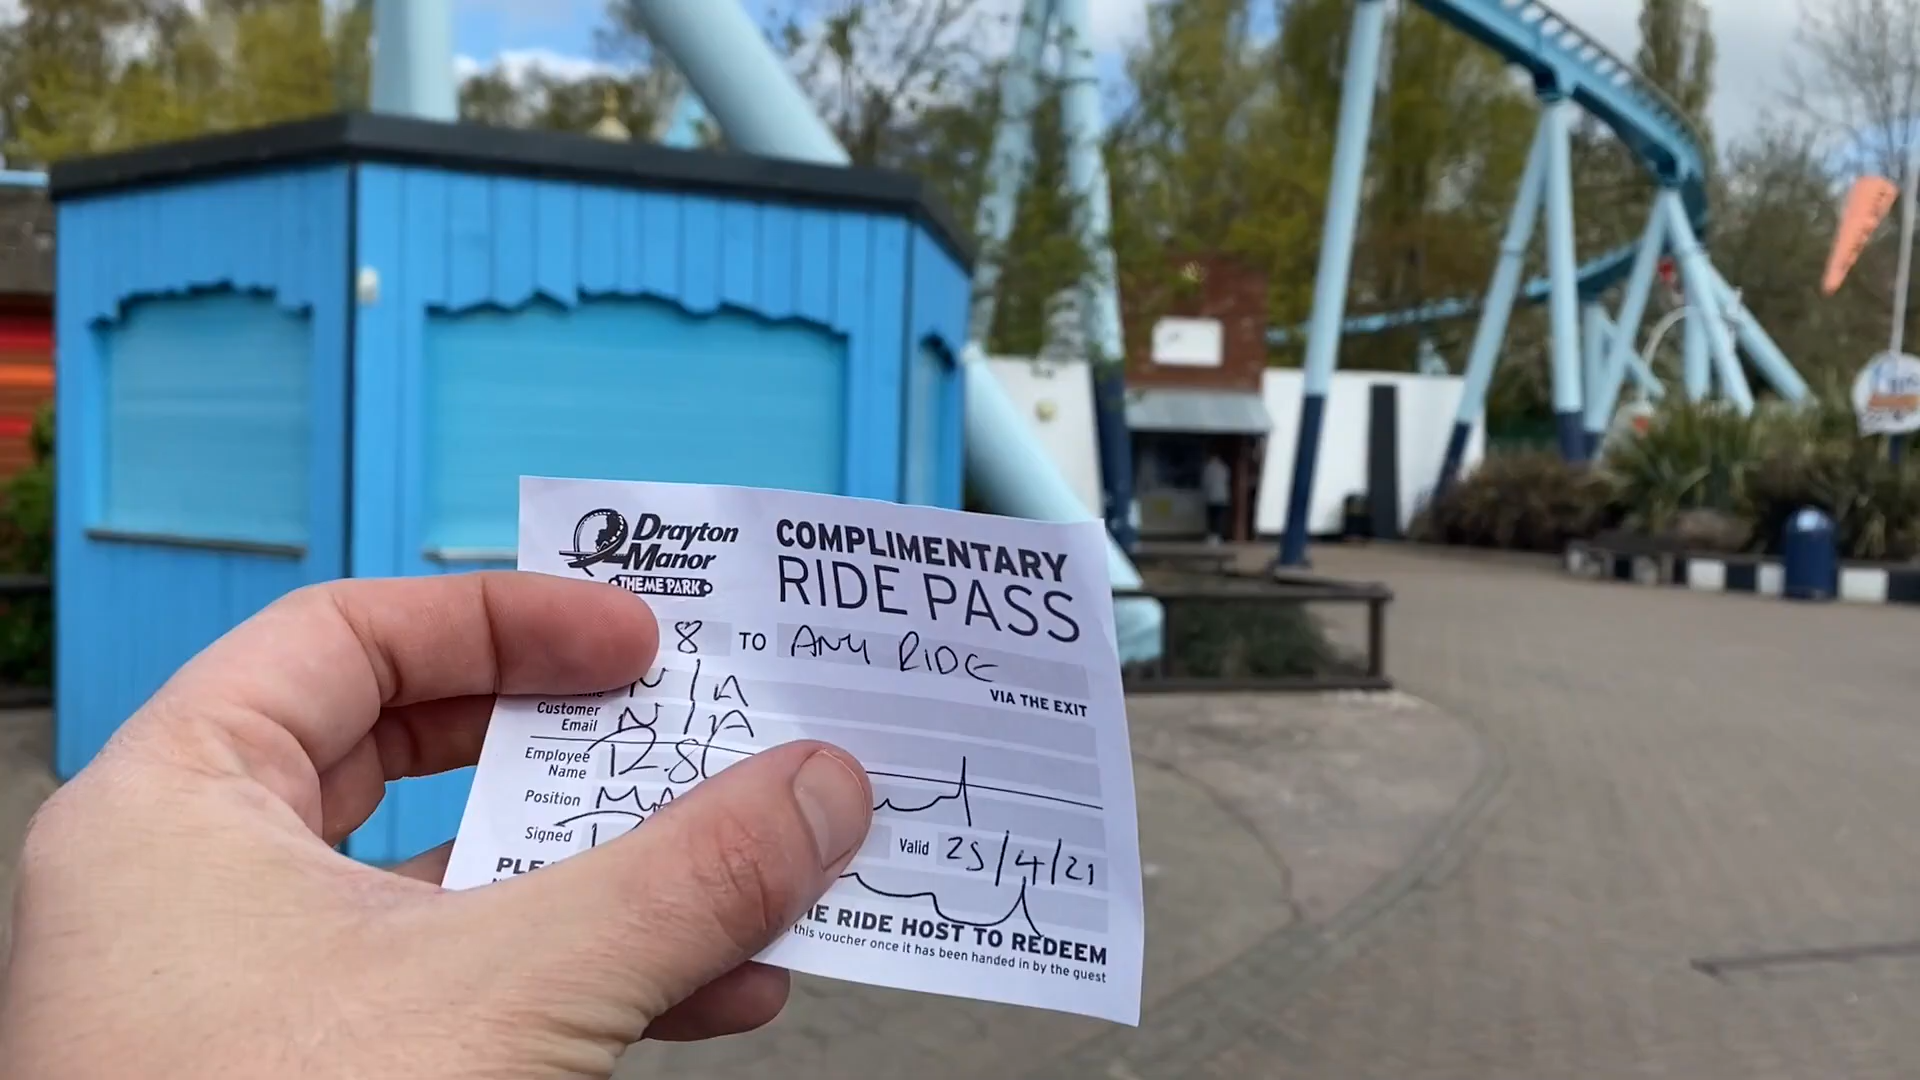 Drayton
Manor
THEME PARK
COMPLIMENTARY
RIDE PASS
8 TO ANY RIDE
VIA THE EXIT
N/A
Customer
Email N/A
Employee
Name
Position
Signed
Valid 25/4/21
RIDE HOST TO REDEEM
this voucher once it has been handed in by the guest